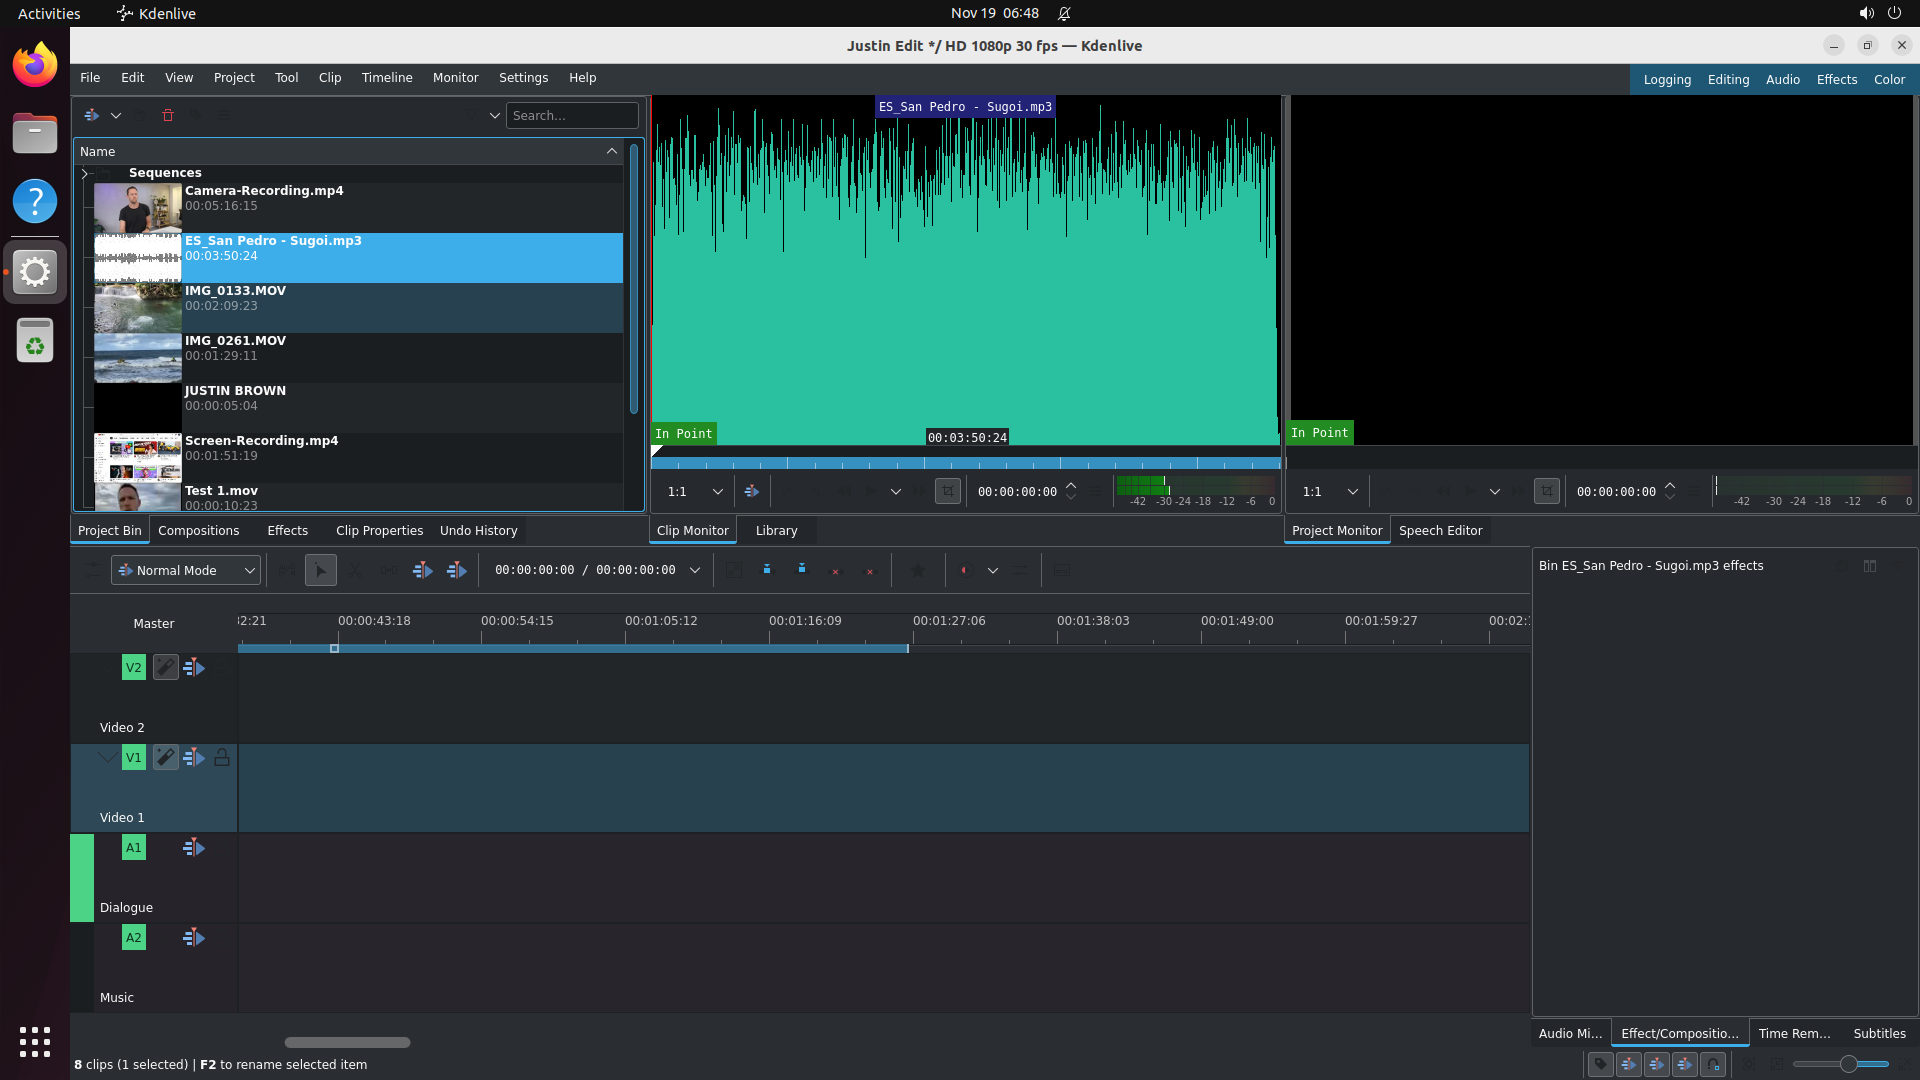 Activities
Kdenlive
Nov 19 06:48
Justin Edit */ HD 1080p 30 fps — Kdenlive
File Edit View Project Tool Clip Timeline Monitor Settings Help
Logging Editing Audio Effects Color
Search...
Name
Sequences
Camera-Recording.mp4
00:05:16:15
ES_San Pedro - Sugoi.mp3
00:03:50:24
IMG_0133.MOV
00:02:09:23
IMG_0261.MOV
00:01:29:11
JUSTIN BROWN
00:00:05:04
Screen-Recording.mp4
00:01:51:19
Test 1.mov
00:00:10:23
ES_San Pedro - Sugoi.mp3
In Point
00:03:50:24
In Point
1:1
00:00:00:00
-42 -30 -24 -18 -12 -6 0
1:1
00:00:00:00
-42 -30 -24 -18 -12 -6 0
Project Bin Compositions Effects Clip Properties Undo History
Clip Monitor Library
Project Monitor Speech Editor
Normal Mode
00:00:00:00 / 00:00:00:00
Bin ES_San Pedro - Sugoi.mp3 effects
Master
32:21 00:00:43:18 00:00:54:15 00:01:05:12 00:01:16:09 00:01:27:06 00:01:38:03 00:01:49:00 00:01:59:27 00:02:
V2
Video 2
V1
Video 1
A1
Dialogue
A2
Music
Audio Mi... Effect/Compositio... Time Rem... Subtitles
8 clips (1 selected) | F2 to rename selected item